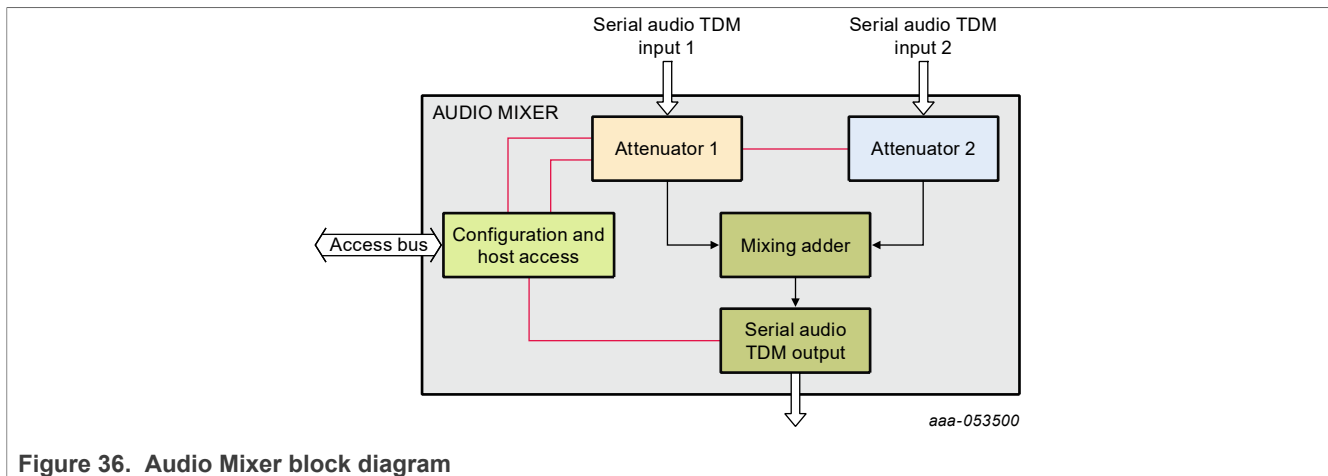 Serial audio TDM
input 1
Serial audio TDM
input 2
AUDIO MIXER
Attenuator 1
Attenuator 2
Access bus
Configuration and
host access
Mixing adder
Serial audio
TDM output
aaa-053500
Figure 36. Audio Mixer block diagram